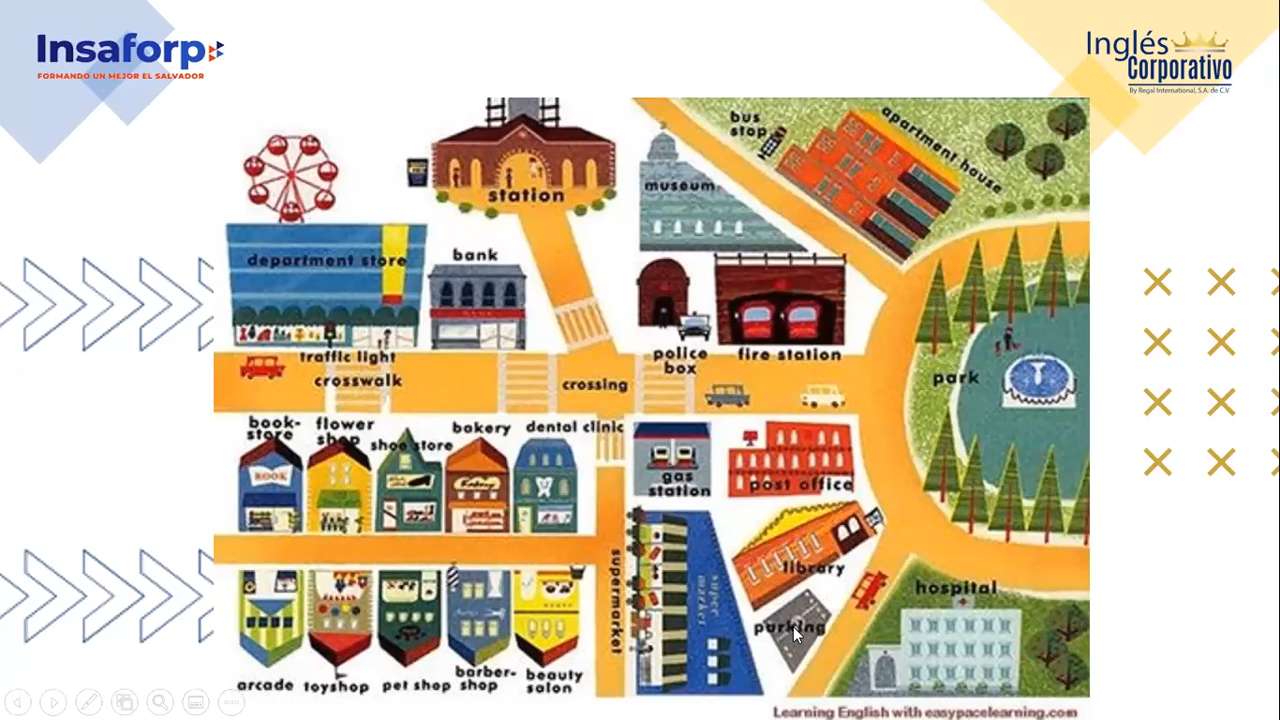 Insaforp
FORMANDO UN MEJOR EL SALVADOR
Inglés
Corporativo
By Regal International, S.A. de C.V
bus
stop
apartment house
station
museum
department store
bank
traffic light
police
box
fire station
crosswalk
crossing
park
book-
store
flower
shop
shoe store
bakery
dental clinic
BOOK
gas
station
post office
supermarket
super
market
library
hospital
parking
arcade
toyshop
pet shop
barber-
shop
beauty
salon
Learning English with easypacelearning.com